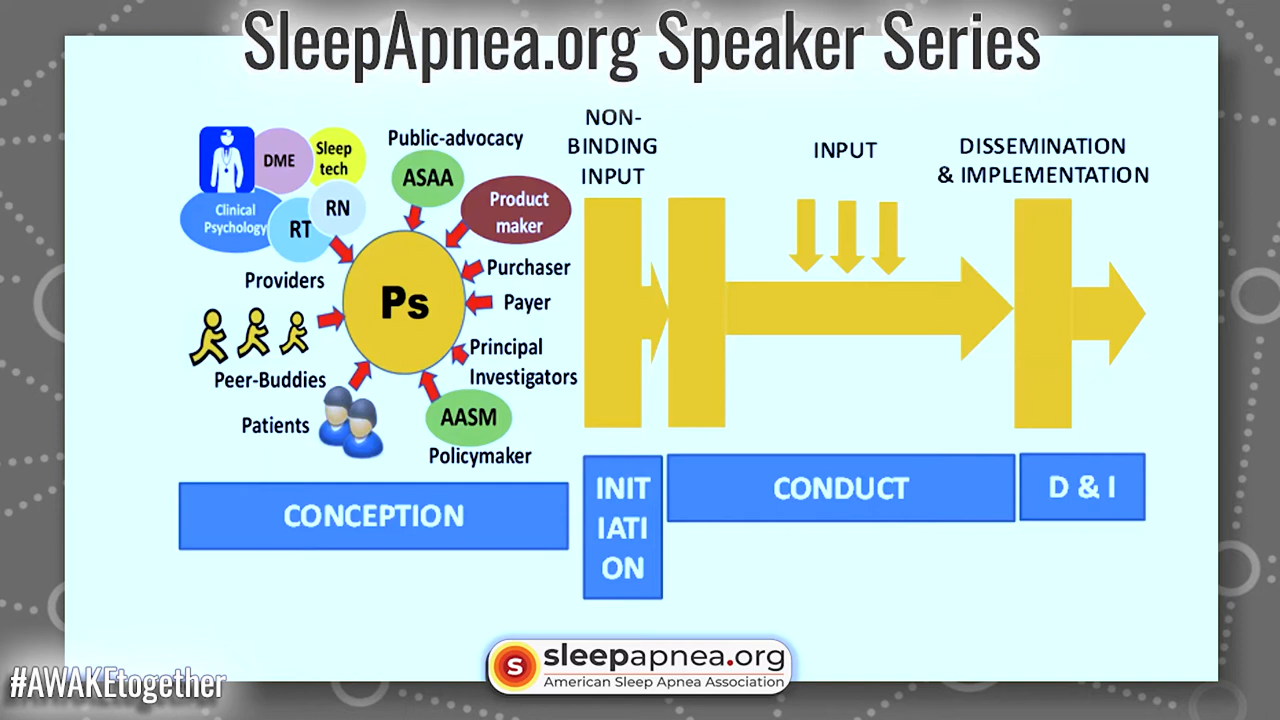 SleepApnea.org Speaker Series
DME
Sleep
tech
Clinical
Psychology
RT
RN
Providers
Public-advocacy
ASAA
Product
maker
Purchaser
Payer
Principal
Investigators
Ps
Peer-Buddies
Patients
AASM
Policymaker
NON-
BINDING
INPUT
INPUT
DISSEMINATION
& IMPLEMENTATION
CONCEPTION
INIT
IATI
ON
CONDUCT
D & I
#AWAKEtogether
S
sleepapnea.org
American Sleep Apnea Association